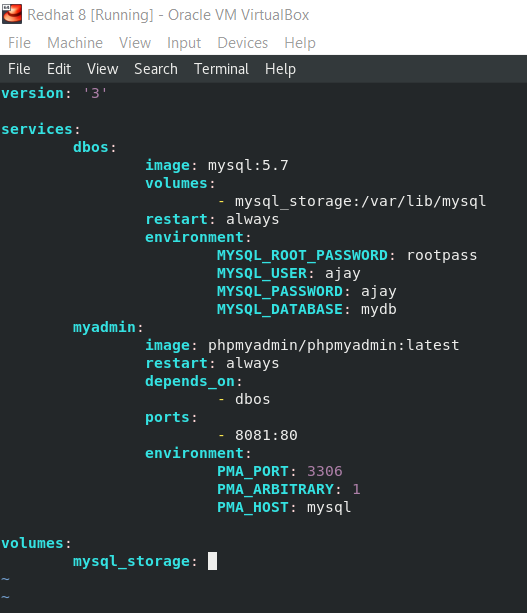 Redhat 8 [Running] - Oracle VM VirtualBox
File Machine View Input Devices Help
File Edit View Search Terminal Help
version: '3'
services:
dbos:
image: mysql:5.7
volumes:
- mysql_storage:/var/lib/mysql
restart: always
environment:
MYSQL_ROOT_PASSWORD: rootpass
MYSQL_USER: ajay
MYSQL_PASSWORD: ajay
MYSQL_DATABASE: mydb
myadmin:
image: phpmyadmin/phpmyadmin:latest
restart: always
depends_on:
- dbos
ports:
- 8081:80
environment:
PMA_PORT: 3306
PMA_ARBITRARY: 1
PMA_HOST: mysql
volumes:
mysql_storage:
~
~